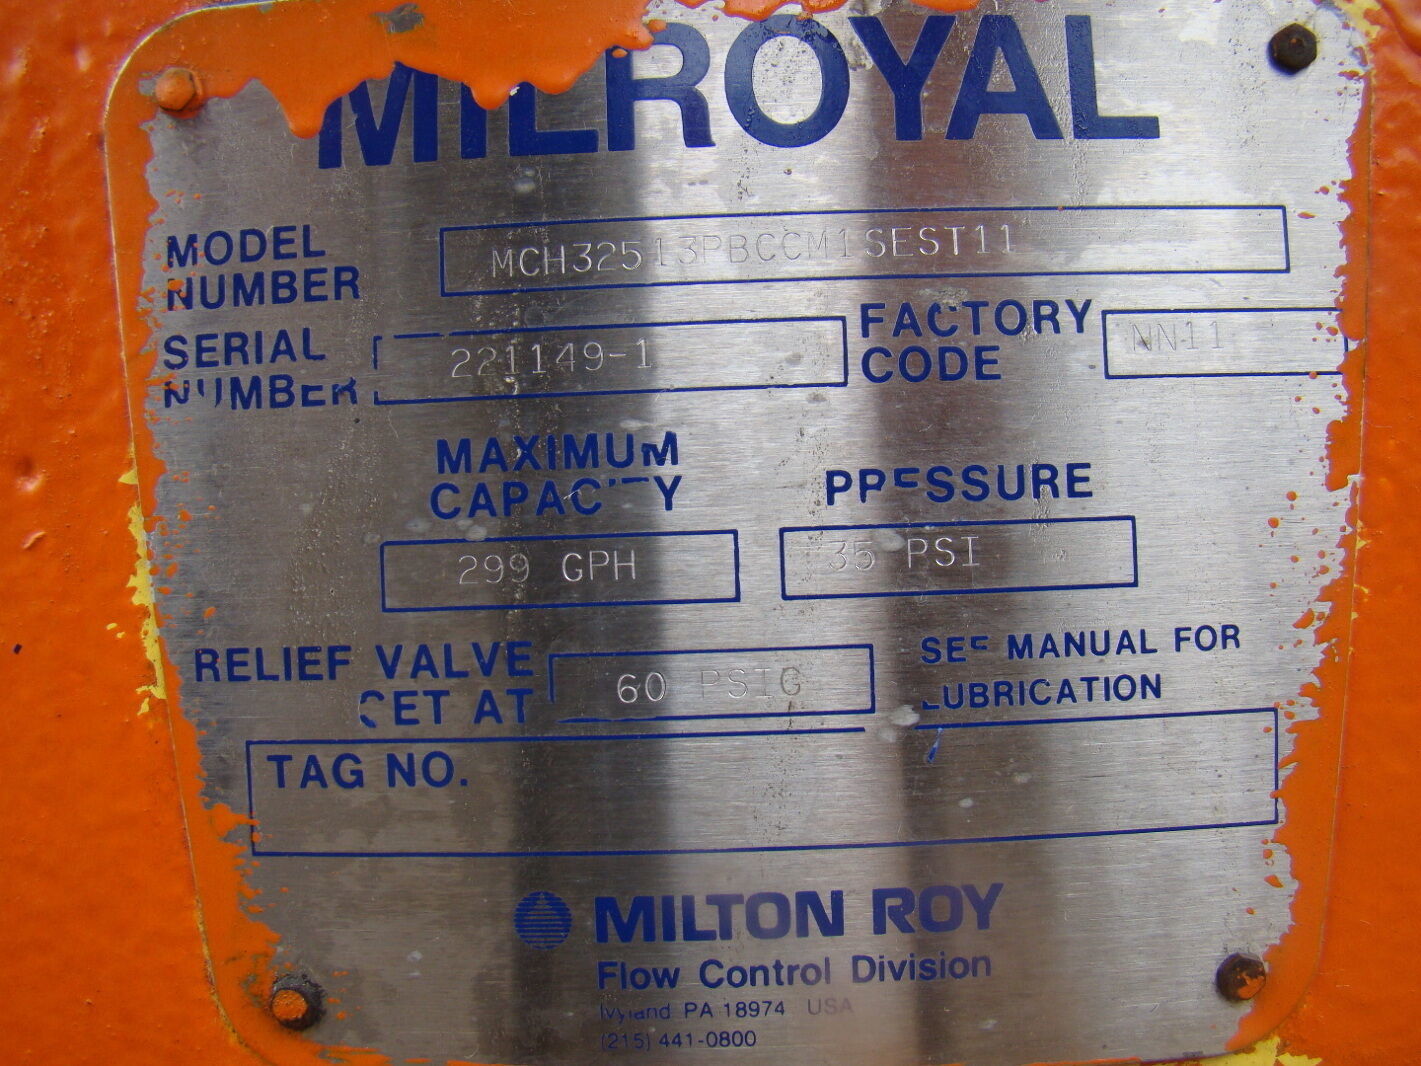 MILROYAL
MODEL NUMBER MCH32513PBCCM1SEST11
SERIAL NUMBER 221149-1 FACTORY CODE NN11
MAXIMUM CAPACITY PRESSURE
299 GPH 35 PSI
RELIEF VALVE SET AT 60 PSIG SEE MANUAL FOR LUBRICATION
TAG NO.
MILTON ROY
Flow Control Division
Ivyland PA 18974 USA
(215) 441-0800